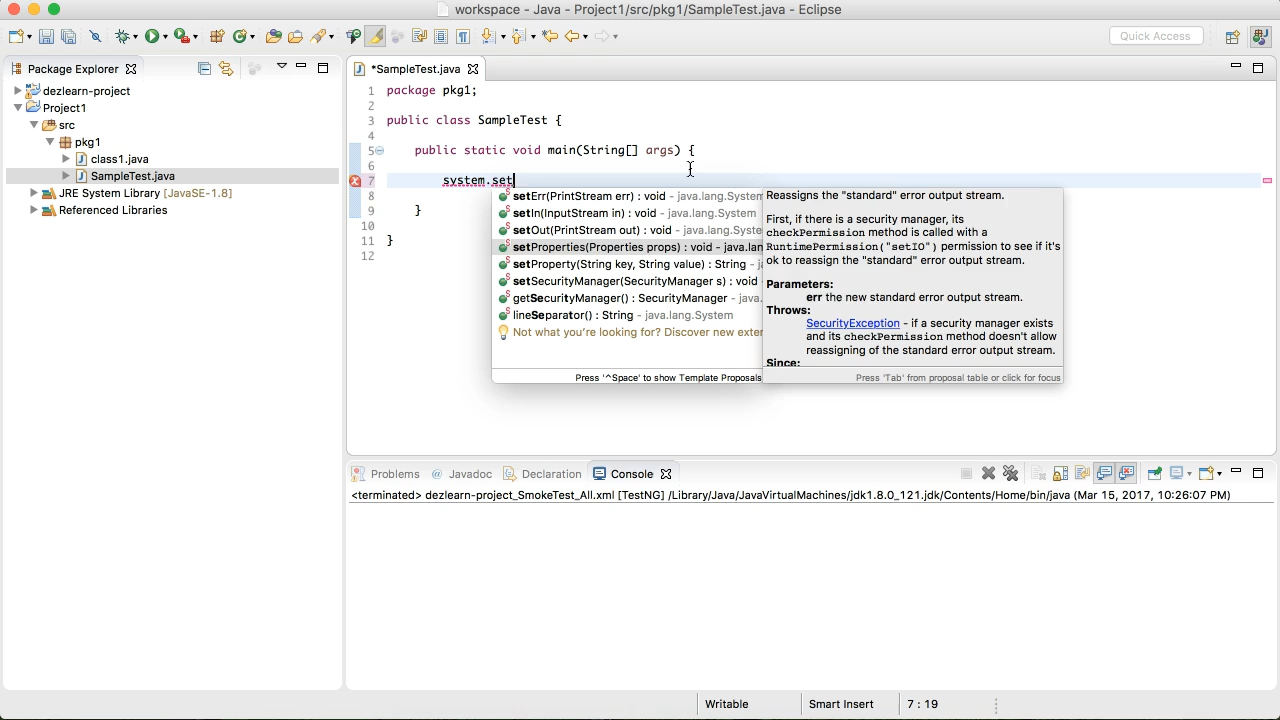 workspace - Java - Project1/src/pkg1/SampleTest.java - Eclipse
Quick Access
Package Explorer
dezlearn-project
Project1
src
pkg1
class1.java
SampleTest.java
JRE System Library [JavaSE-1.8]
Referenced Libraries
*SampleTest.java
1 package pkg1;
2
3 public class SampleTest {
4
5 public static void main(String[] args) {
6
7 system.set
8
9 }
10
11 }
12
setErr(PrintStream err) : void - java.lang.System
setIn(InputStream in) : void - java.lang.System
setOut(PrintStream out) : void - java.lang.Syste
setProperties(Properties props) : void - java.lan
setProperty(String key, String value) : String - j
setSecurityManager(SecurityManager s) : void
getSecurityManager() : SecurityManager - java.
lineSeparator() : String - java.lang.System
Not what you're looking for? Discover new exter
Press '^Space' to show Template Proposals
Reassigns the "standard" error output stream.
First, if there is a security manager, its
checkPermission method is called with a
RuntimePermission("setIO") permission to see if it's
ok to reassign the "standard" error output stream.
Parameters:
err the new standard error output stream.
Throws:
SecurityException - if a security manager exists
and its checkPermission method doesn't allow
reassigning of the standard error output stream.
Since:
Press 'Tab' from proposal table or click for focus
Problems
@ Javadoc
Declaration
Console
<terminated> dezlearn-project_SmokeTest_All.xml [TestNG] /Library/Java/JavaVirtualMachines/jdk1.8.0_121.jdk/Contents/Home/bin/java (Mar 15, 2017, 10:26:07 PM)
Writable
Smart Insert
7 : 19